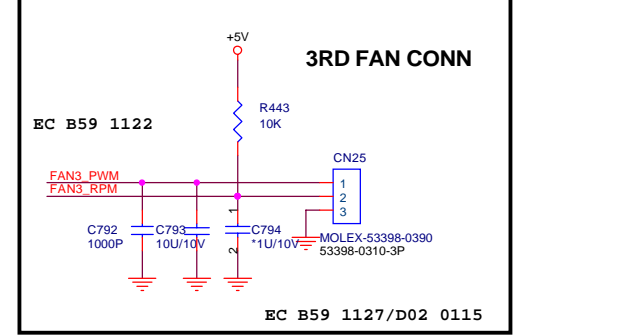 +5V
3RD FAN CONN
R443
10K
EC B59 1122
CN25
FAN3_PWM
FAN3_RPM
1
2
3
1
2
C792
1000P
C793
10U/10V
C794
*1U/10V
MOLEX-53398-0390
53398-0310-3P
EC B59 1127/D02 0115